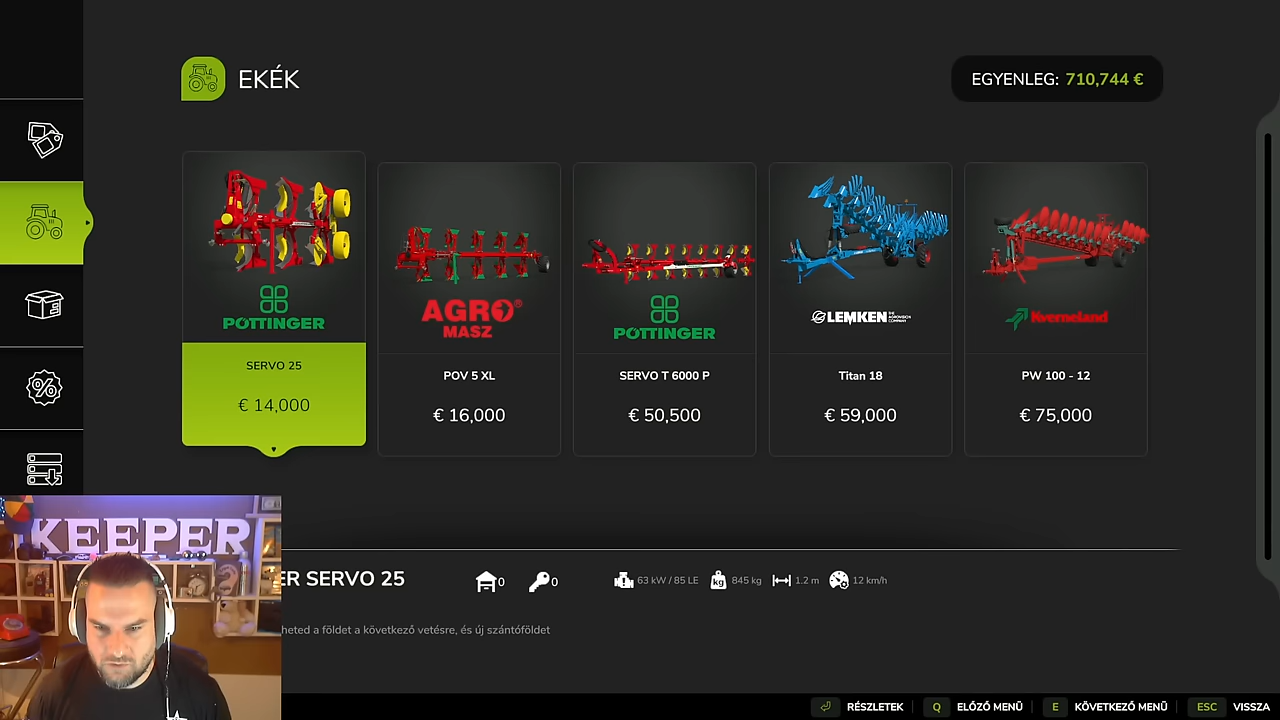 EKÉK
EGYENLEG: 710,744 €
PÖTTINGER
SERVO 25
€ 14,000
AGRO®
MASZ
POV 5 XL
€ 16,000
PÖTTINGER
SERVO T 6000 P
€ 50,500
LEMKEN
Titan 18
€ 59,000
Kverneland
PW 100 - 12
€ 75,000
KEEPER
ER SERVO 25
0
0
63 kW / 85 LE
kg
845 kg
1.2 m
12 km/h
heted a földet a következő vetésre, és új szántóföldet
RÉSZLETEK
Q ELŐZŐ MENÜ
E KÖVETKEZŐ MENÜ
ESC VISSZA